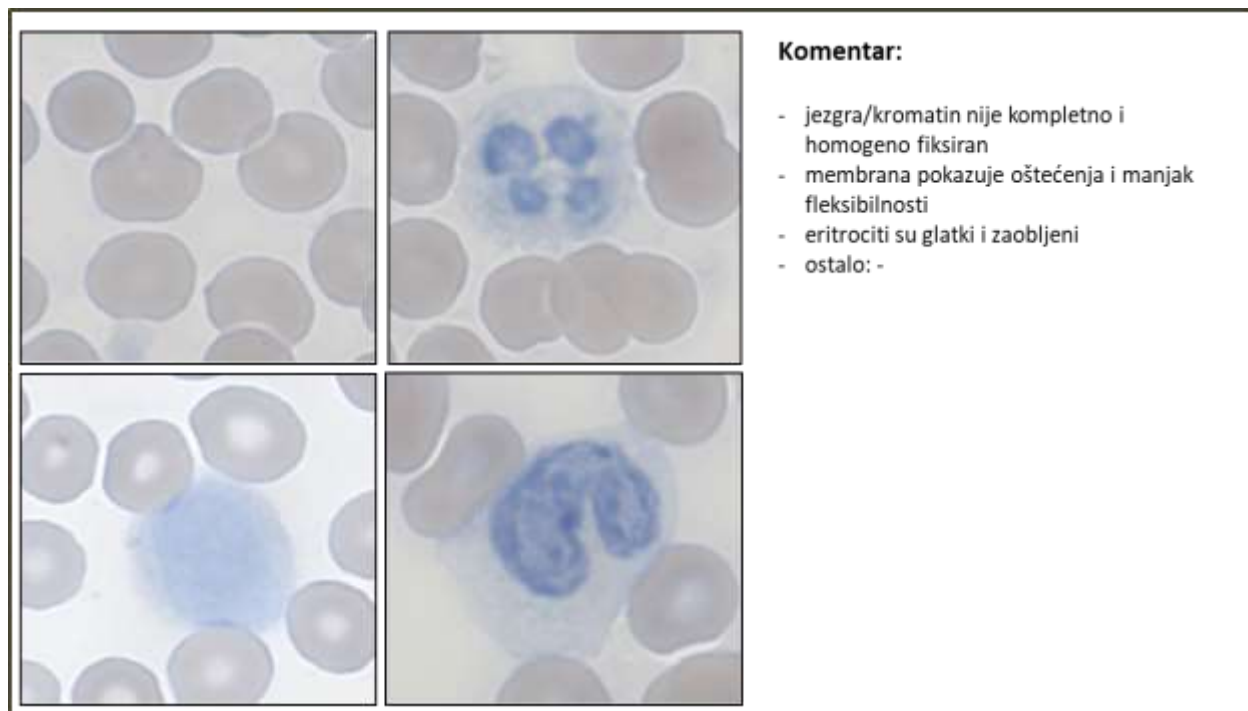 Komentar:
- jezgra/kromatin nije kompletno i
homogeno fiksiran
- membrana pokazuje oštećenja i manjak
fleksibilnosti
- eritrociti su glatki i zaobljeni
- ostalo: -